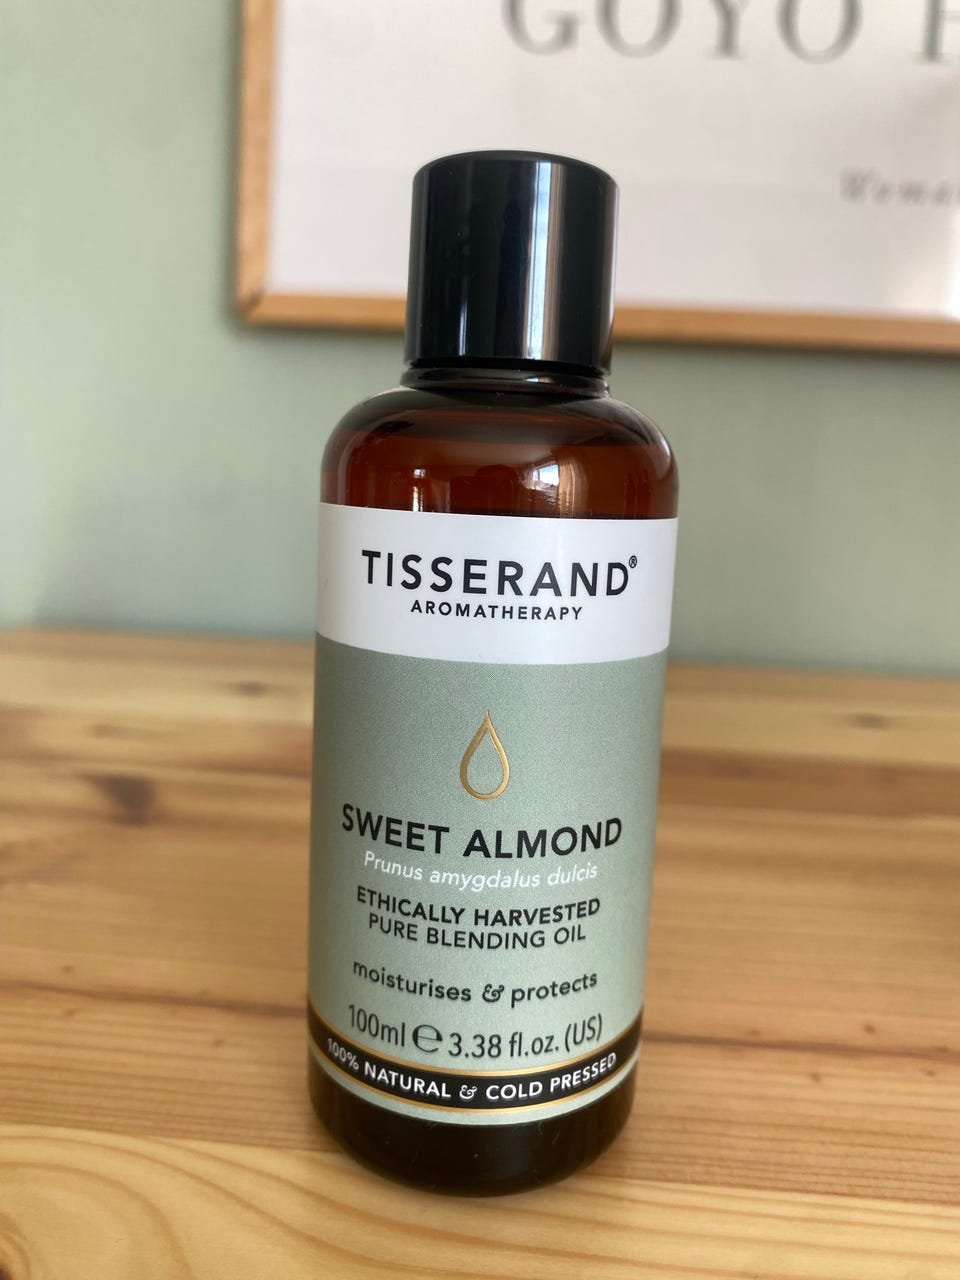 GOYO
Woma
TISSERAND®
AROMATHERAPY
SWEET ALMOND
Prunus amygdalus dulcis
ETHICALLY HARVESTED
PURE BLENDING OIL
moisturises & protects
100ml ℮ 3.38 fl.oz. (US)
100% NATURAL & COLD PRESSED